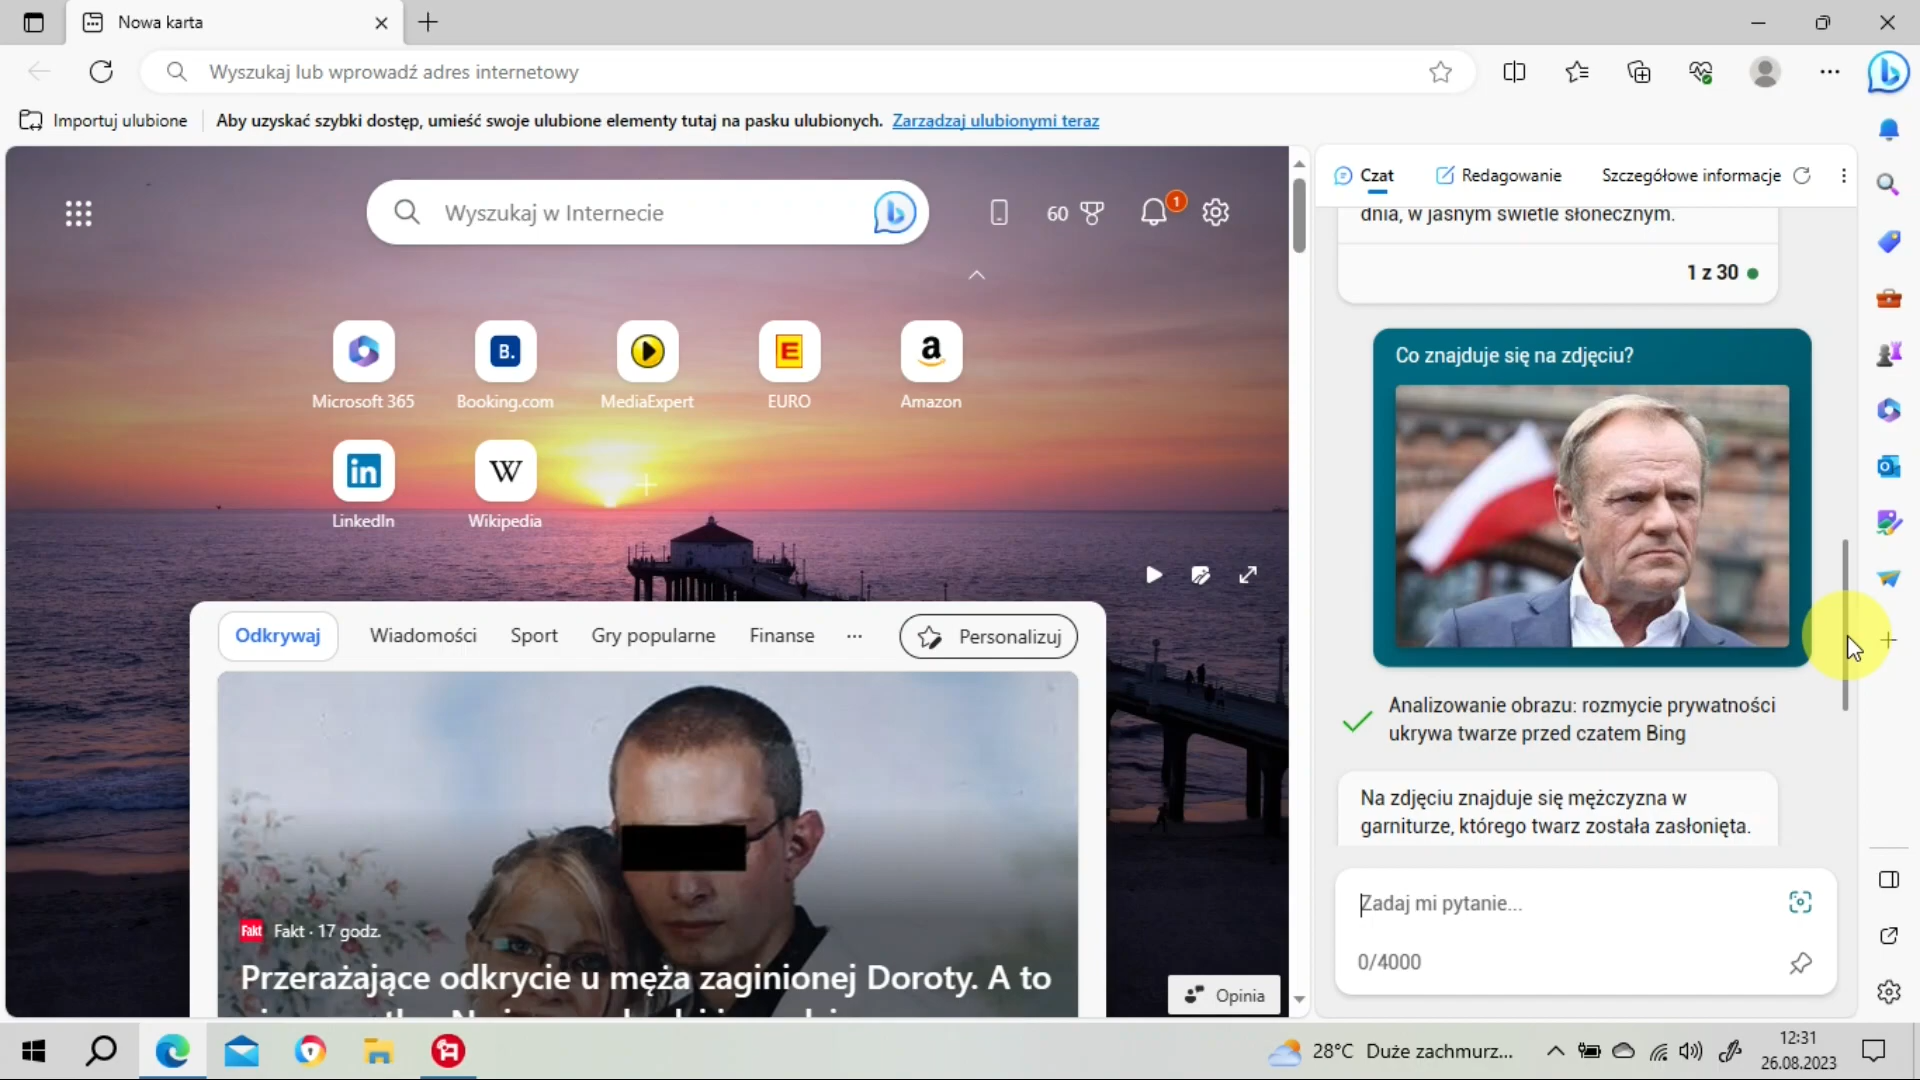 Nowa karta
Wyszukaj lub wprowadź adres internetowy
Importuj ulubione
Aby uzyskać szybki dostęp, umieść swoje ulubione elementy tutaj na pasku ulubionych. Zarządzaj ulubionymi teraz
Wyszukaj w Internecie
60
1
Microsoft 365
B.
Booking.com
MediaExpert
E
EURO
a
Amazon
in
LinkedIn
W
Wikipedia
Odkrywaj
Wiadomości
Sport
Gry popularne
Finanse
Personalizuj
Fakt
Fakt · 17 godz.
Przerażające odkrycie u męża zaginionej Doroty. A to
Opinia
Czat
Redagowanie
Szczegółowe informacje
dnia, w jasnym świetle słonecznym.
1 z 30
Co znajduje się na zdjęciu?
Analizowanie obrazu: rozmycie prywatności
ukrywa twarze przed czatem Bing
Na zdjęciu znajduje się mężczyzna w
garniturze, którego twarz została zasłonięta.
Zadaj mi pytanie...
0/4000
28°C Duże zachmurz...
12:31
26.08.2023